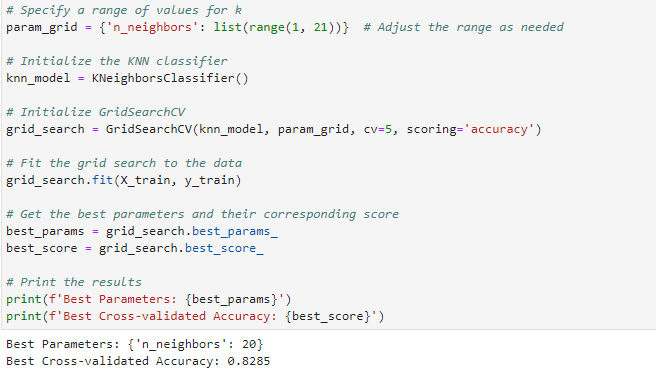 # Specify a range of values for k
param_grid = {'n_neighbors': list(range(1, 21))}  # Adjust the range as needed
# Initialize the KNN classifier
knn_model = KNeighborsClassifier()
# Initialize GridSearchCV
grid_search = GridSearchCV(knn_model, param_grid, cv=5, scoring='accuracy')
# Fit the grid search to the data
grid_search.fit(X_train, y_train)
# Get the best parameters and their corresponding score
best_params = grid_search.best_params_
best_score = grid_search.best_score_
# Print the results
print(f'Best Parameters: {best_params}')
print(f'Best Cross-validated Accuracy: {best_score}')
Best Parameters: {'n_neighbors': 20}
Best Cross-validated Accuracy: 0.8285